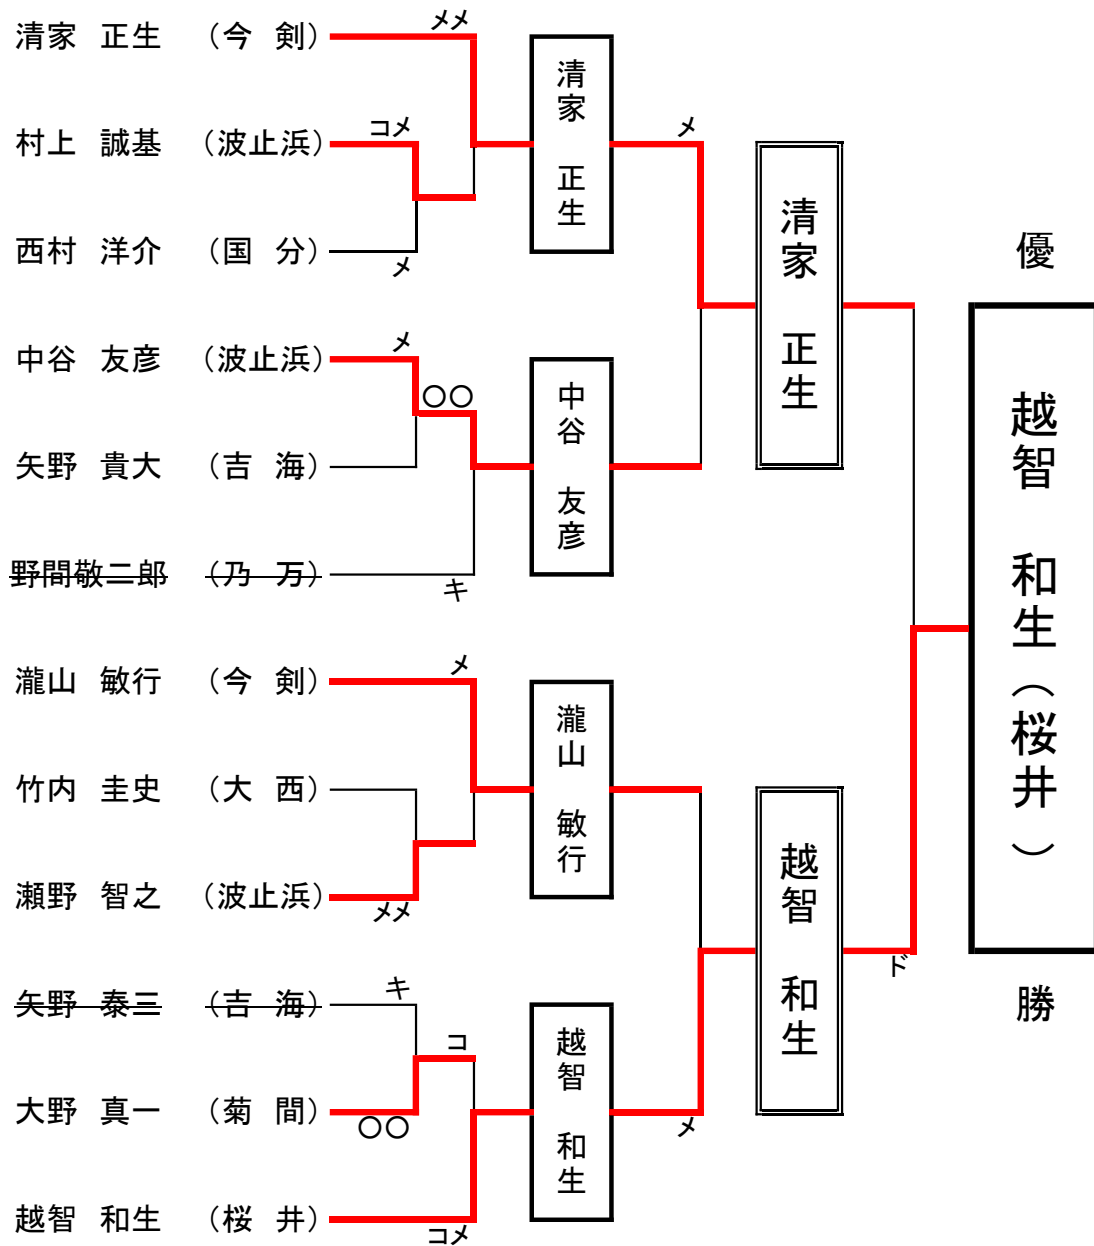 メメ
清家 正生 （今 剣）
コメ
村上 誠基 （波止浜）
西村 洋介 （国 分）
メ
清家 正生
メ
メ
中谷 友彦 （波止浜）
〇〇
矢野 貴大 （吉 海）
野間敬二郎 （乃 万）
キ
中谷 友彦
清家 正生
メ
瀧山 敏行 （今 剣）
竹内 圭史 （大 西）
瀬野 智之 （波止浜）
メメ
瀧山 敏行
キ
矢野 泰三 （吉 海）
コ
大野 真一 （菊 間）
〇〇
越智 和生 （桜 井）
コメ
越智 和生
メ
越智 和生
ド
優
越智 和生（桜井）
勝